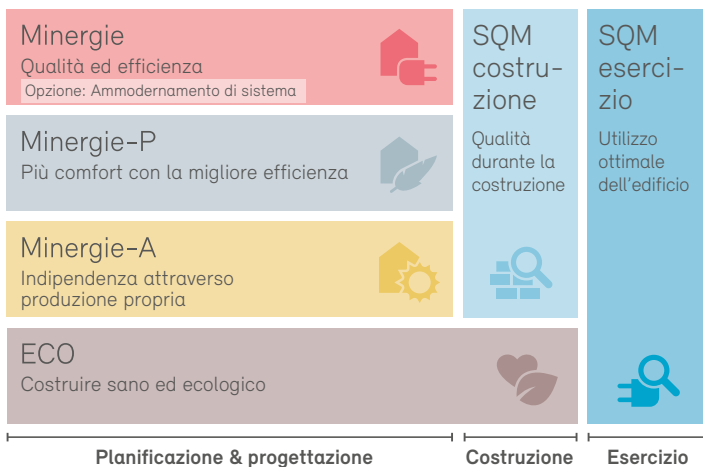 Minergie
Qualità ed efficienza
Opzione: Ammodernamento di sistema
Minergie-P
Più comfort con la migliore efficienza
Minergie-A
Indipendenza attraverso
produzione propria
ECO
Costruire sano ed ecologico
SQM
costru-
zione
Qualità
durante la
costruzione
SQM
eserci-
zio
Utilizzo
ottimale
dell'edificio
Planificazione & progettazione
Costruzione
Esercizio